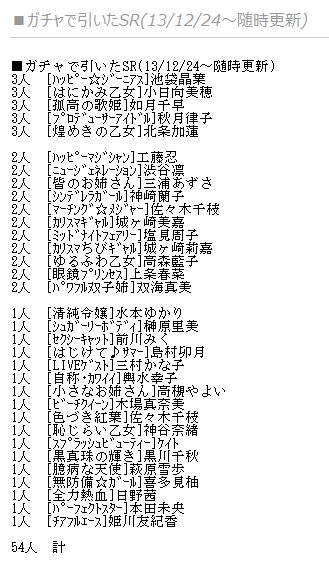 ■ガチャで引いたSR(13/12/24～随時更新)
■ガチャで引いたSR(13/12/24～随時更新)
3人 [ﾊｯﾋﾟｰ☆ｼﾞｰﾆｱｽ]池袋晶葉
3人 [はにかみ乙女]小日向美穂
3人 [孤高の歌姫]如月千早
3人 [ﾌﾟﾛﾃﾞｭｰｻｰｱｲﾄﾞﾙ]秋月律子
3人 [煌めきの乙女]北条加蓮
2人 [ﾊｯﾋﾟｰﾏｼﾞｼｬﾝ]工藤忍
2人 [ﾆｭｰｼﾞｪﾈﾚｰｼｮﾝ]渋谷凛
2人 [皆のお姉さん]三浦あずさ
2人 [ｼﾝﾃﾞﾚﾗｶﾞｰﾙ]神崎蘭子
2人 [ﾏｰﾁﾝｸﾞ☆ﾒｼﾞｬｰ]佐々木千枝
2人 [ｶﾘｽﾏｷﾞｬﾙ]城ヶ崎美嘉
2人 [ﾐｯﾄﾞﾅｲﾄﾌｪｱﾘｰ]塩見周子
2人 [ｶﾘｽﾏちびｷﾞｬﾙ]城ヶ崎莉嘉
2人 [ゆるふわ乙女]高森藍子
2人 [眼鏡ﾌﾟﾘﾝｾｽ]上条春菜
2人 [ﾊﾟﾜﾌﾙ双子姉]双海真美
1人 [清純令嬢]水本ゆかり
1人 [ｼｭｶﾞｰﾘｰﾎﾞﾃﾞｨ]榊原里美
1人 [ｾｸｼｰｷｬｯﾄ]前川みく
1人 [はじけて♪ｻﾏｰ]島村卯月
1人 [LIVEｹﾞｽﾄ]三村かな子
1人 [自称･ｶﾜｲｲ]輿水幸子
1人 [小さなお姉さん]高槻やよい
1人 [ﾋﾞｰﾁｸｲｰﾝ]木場真奈美
1人 [色づき紅葉]佐々木千枝
1人 [恥じらい乙女]神谷奈緒
1人 [ｽﾌﾟﾗｯｼｭﾋﾞｭｰﾃｨｰ]ケイト
1人 [黒真珠の輝き]黒川千秋
1人 [臆病な天使]萩原雪歩
1人 [無防備☆ｶﾞｰﾙ]喜多見柚
1人 [全力熱血]日野茜
1人 [ﾊﾟｰﾌｪｸﾄｽﾀｰ]本田未央
1人 [ﾁｱﾌﾙｴｰｽ]姫川友紀香
54人 計